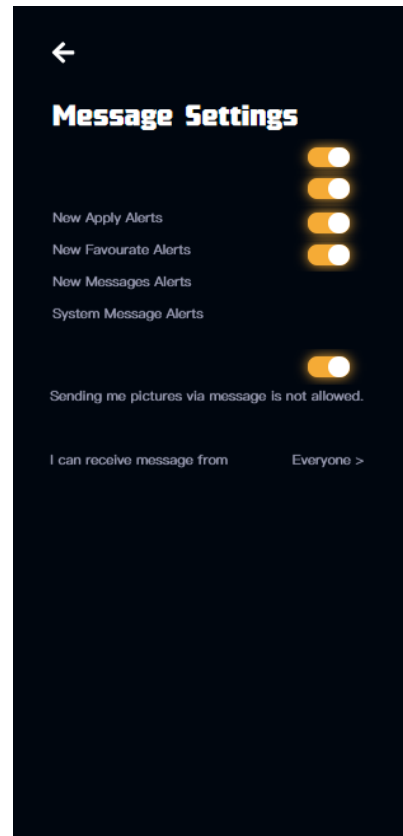 Message Settings
New Apply Alerts
New Favourate Alerts
New Messages Alerts
System Message Alerts
Sending me pictures via message is not allowed.
I can receive message from Everyone >